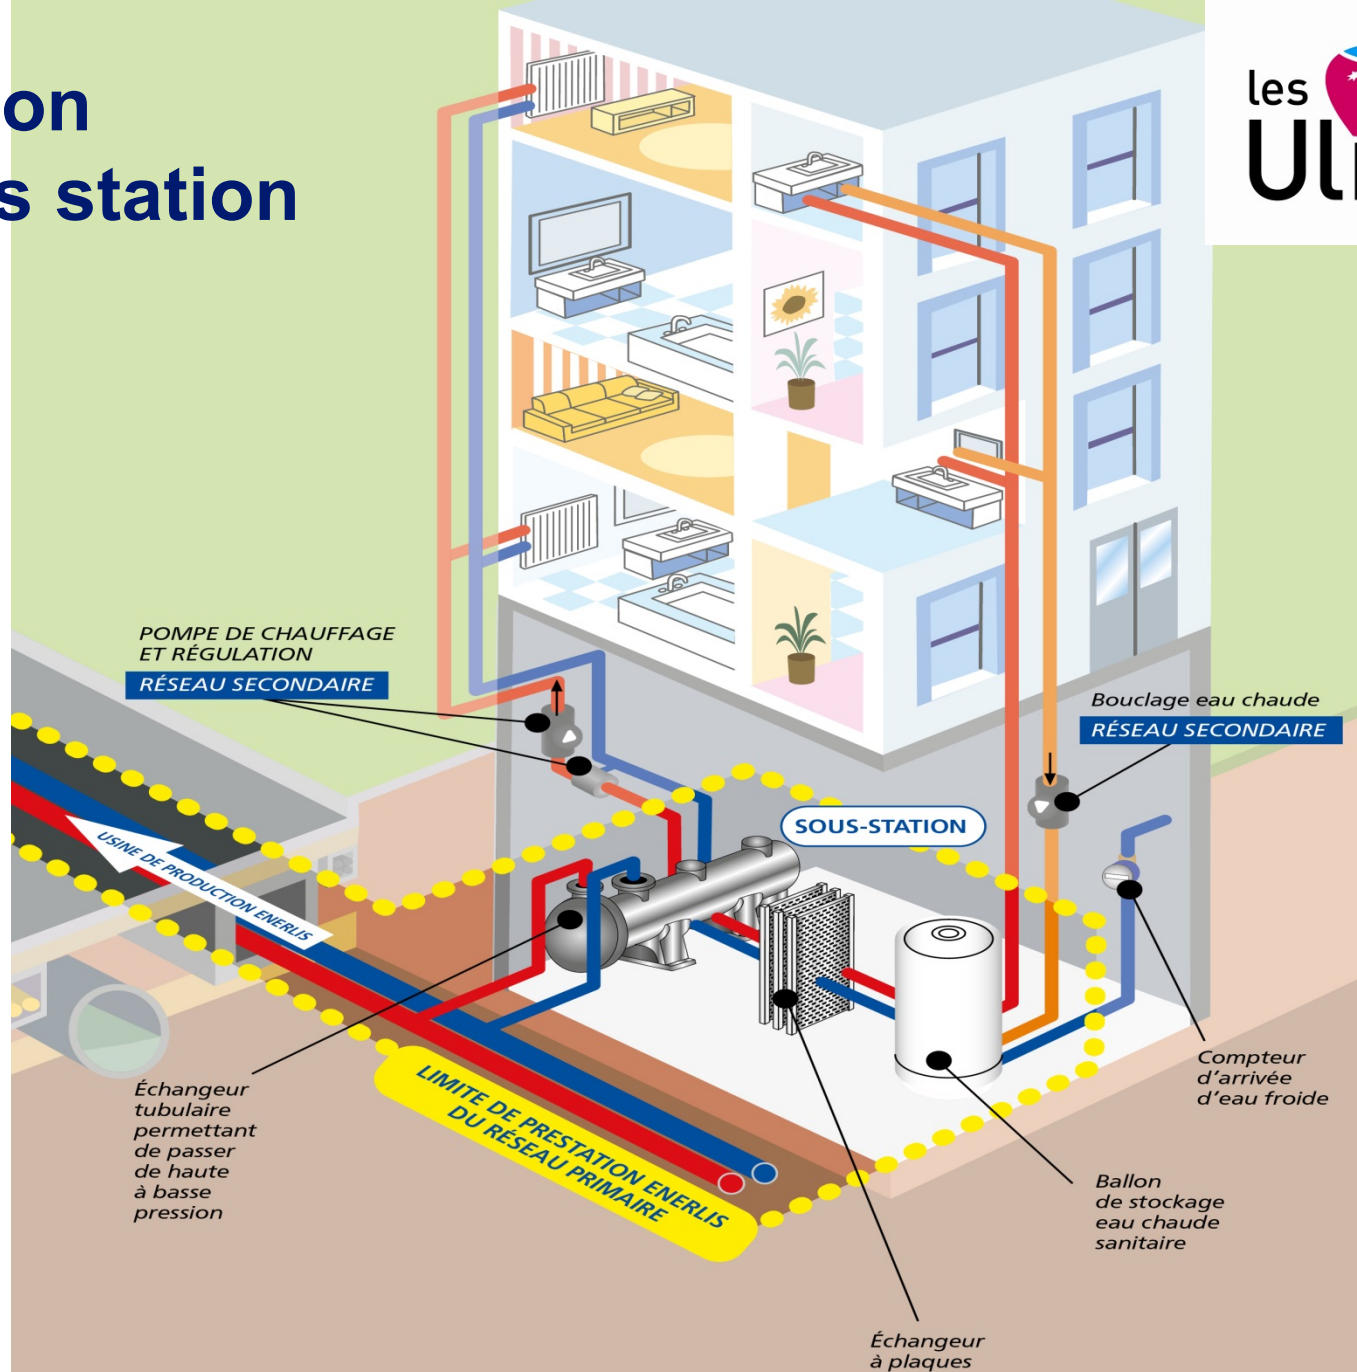 on
s station
les
Ul
POMPE DE CHAUFFAGE
ET RÉGULATION
RÉSEAU SECONDAIRE
Bouclage eau chaude
RÉSEAU SECONDAIRE
SOUS-STATION
USINE DE PRODUCTION ENERLIS
LIMITE DE PRESTATION ENERLIS
DU RÉSEAU PRIMAIRE
Échangeur
tubulaire
permettant
de passer
de haute
à basse
pression
Compteur
d'arrivée
d'eau froide
Ballon
de stockage
eau chaude
sanitaire
Échangeur
à plaques